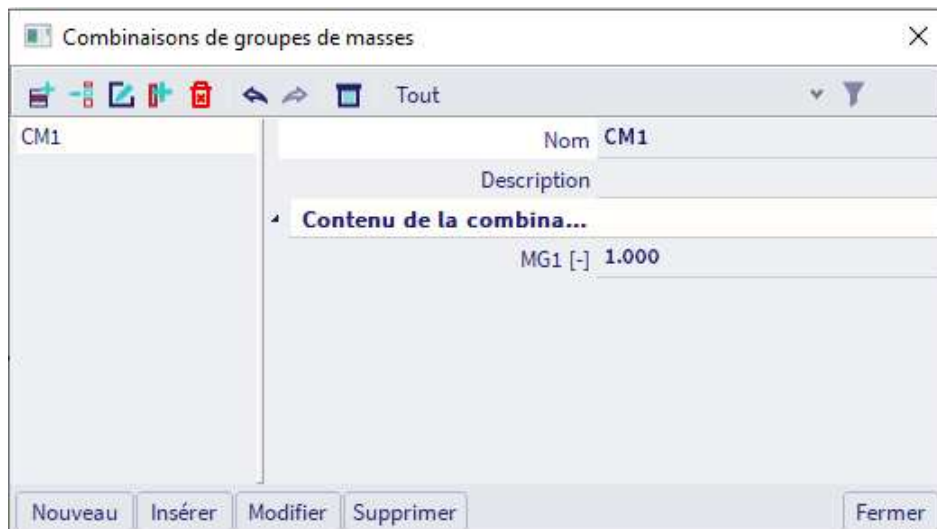 Combinaisons de groupes de masses
Tout
CM1
Nom CM1
Description
Contenu de la combina...
MG1 [-] 1.000
Nouveau Insérer Modifier Supprimer Fermer